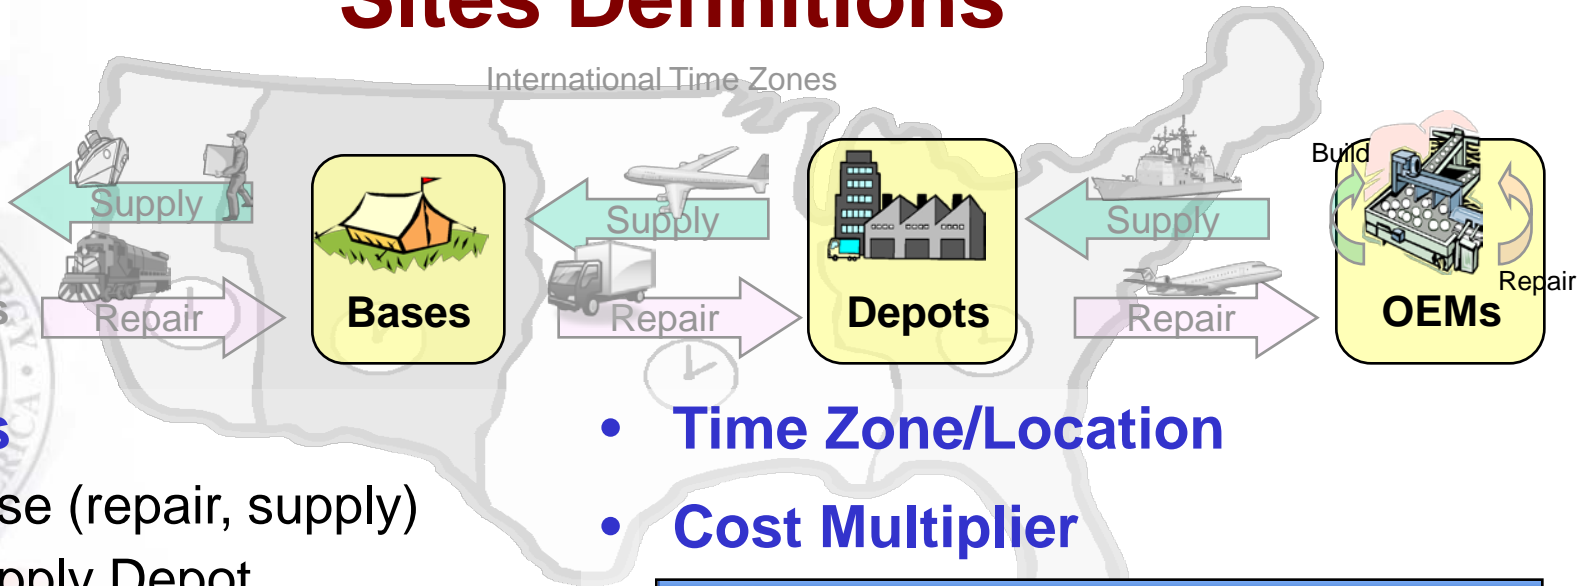 Sites Definitions
International Time Zones
Supply
Supply
Supply
Build
Repair
Repair
Repair
Repair
Bases
Depots
OEMs
• Time Zone/Location
se (repair, supply)
• Cost Multiplier
pply Depot